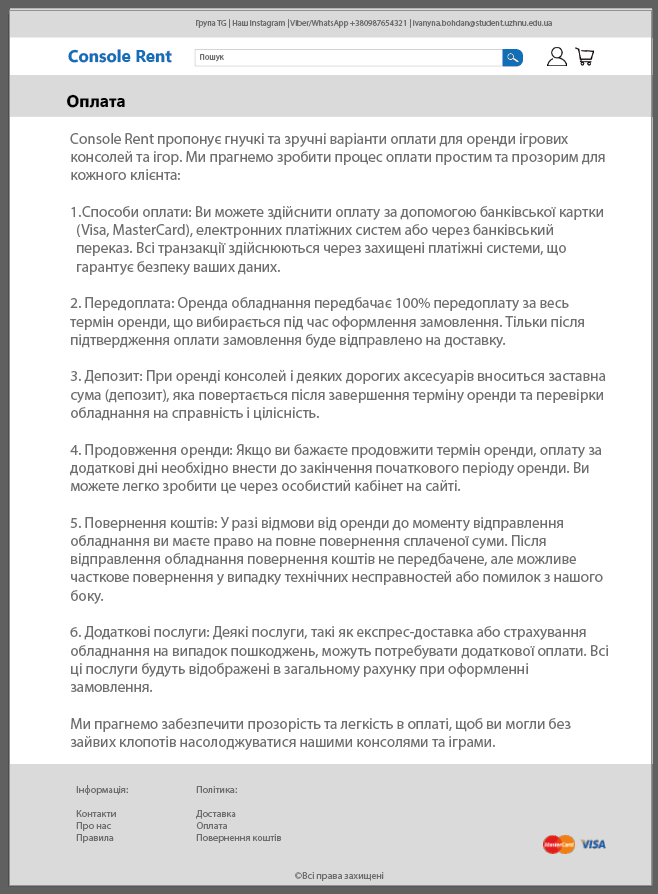 Група TG | Наш Instagram |Viber/WhatsApp +380987654321 | ivanyna.bohdan@student.uzhnu.edu.ua
Console Rent
Пошук
Оплата
Console Rent пропонує гнучкі та зручні варіанти оплати для оренди ігрових
консолей та ігор. Ми прагнемо зробити процес оплати простим та прозорим для
кожного клієнта:
1.Способи оплати: Ви можете здійснити оплату за допомогою банківської картки
(Visa, MasterCard), електронних платіжних систем або через банківський
переказ. Всі транзакції здійснюються через захищені платіжні системи, що
гарантує безпеку ваших даних.
2. Передоплата: Оренда обладнання передбачає 100% передоплату за весь
термін оренди, що вибирається під час оформлення замовлення. Тільки після
підтвердження оплати замовлення буде відправлено на доставку.
3. Депозит: При оренді консолей і деяких дорогих аксесуарів вноситься заставна
сума (депозит), яка повертається після завершення терміну оренди та перевірки
обладнання на справність і цілісність.
4. Продовження оренди: Якщо ви бажаєте продовжити термін оренди, оплату за
додаткові дні необхідно внести до закінчення початкового періоду оренди. Ви
можете легко зробити це через особистий кабінет на сайті.
5. Повернення коштів: У разі відмови від оренди до моменту відправлення
обладнання ви маєте право на повне повернення сплаченої суми. Після
відправлення обладнання повернення коштів не передбачене, але можливе
часткове повернення у випадку технічних несправностей або помилок з нашого
боку.
6. Додаткові послуги: Деякі послуги, такі як експрес-доставка або страхування
обладнання на випадок пошкоджень, можуть потребувати додаткової оплати. Всі
ці послуги будуть відображені в загальному рахунку при оформленні
замовлення.
Ми прагнемо забезпечити прозорість та легкість в оплаті, щоб ви могли без
зайвих клопотів насолоджуватися нашими консолями та іграми.
Інформація:
Контакти
Про нас
Правила
Політика:
Доставка
Оплата
Повернення коштів
MasterCard
VISA
©Всі права захищені